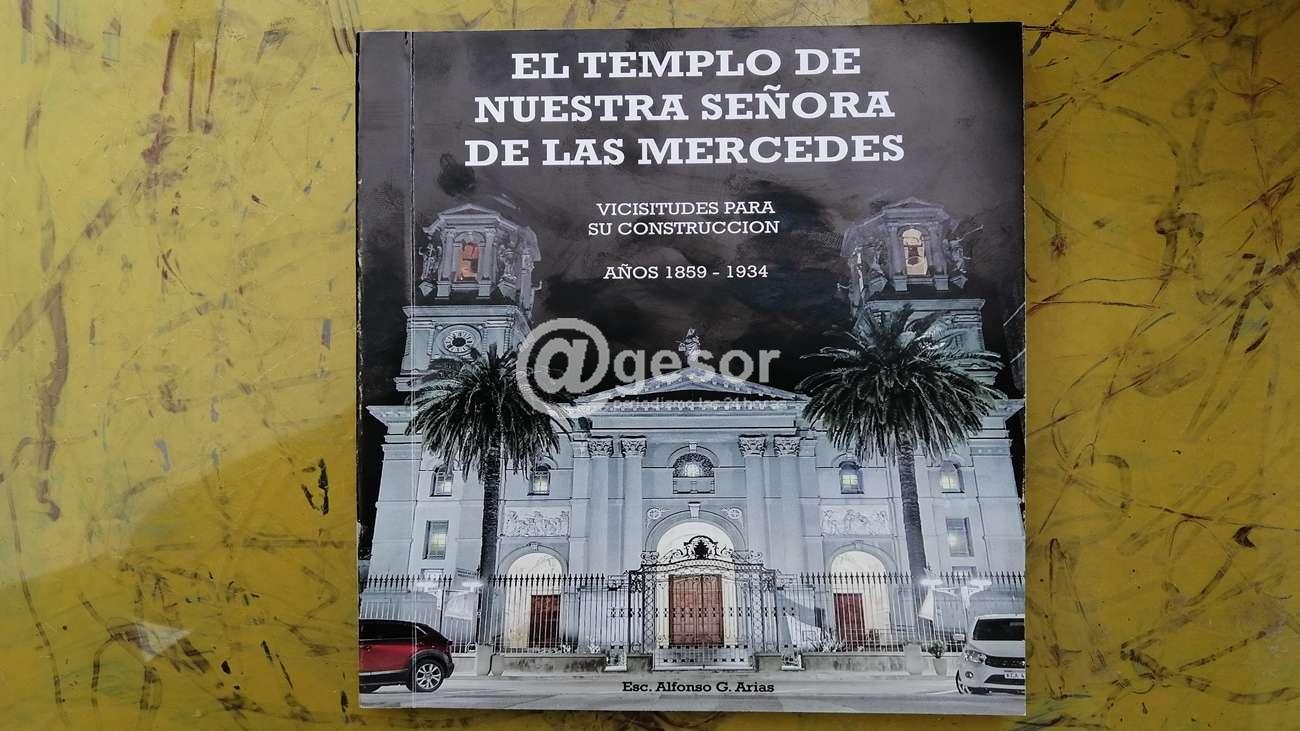 EL TEMPLO DE
NUESTRA SEÑORA
DE LAS MERCEDES
VICISITUDES PARA
SU CONSTRUCCION
AÑOS 1859 - 1934
@gesor
Esc. Alfonso G. Arias